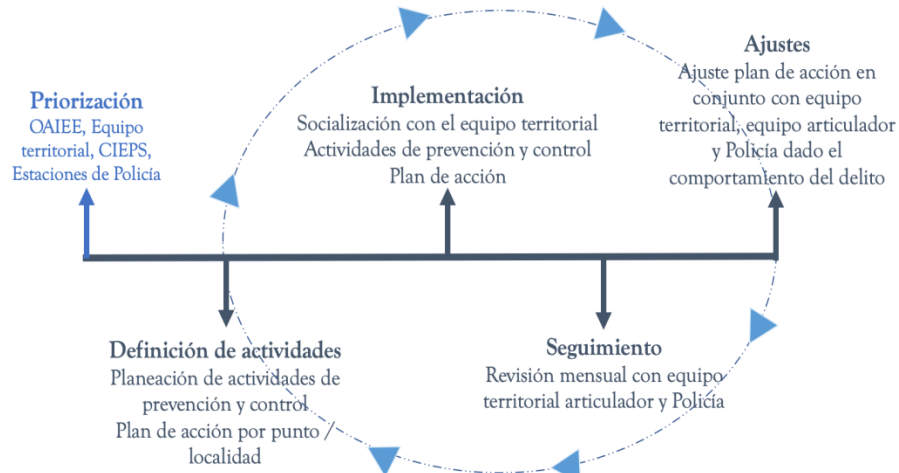 Priorización
OAIEE, Equipo
territorial, CIEPS,
Estaciones de Policía
Implementación
Socialización con el equipo territorial
Actividades de prevención y control
Plan de acción
Ajustes
Ajuste plan de acción en
conjunto con equipo
territorial, equipo articulador
y Policía dado el
comportamiento del delito
Definición de actividades
Planeación de actividades de
prevención y control
Plan de acción por punto /
localidad
Seguimiento
Revisión mensual con equipo
territorial articulador y Policía